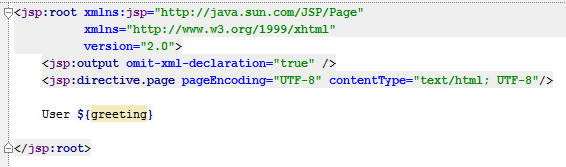 <jsp:root xmlns:jsp="http://java.sun.com/JSP/Page"
xmlns="http://www.w3.org/1999/xhtml"
version="2.0">
<jsp:output omit-xml-declaration="true" />
<jsp:directive.page pageEncoding="UTF-8" contentType="text/html; UTF-8"/>
User ${greeting}
</jsp:root>